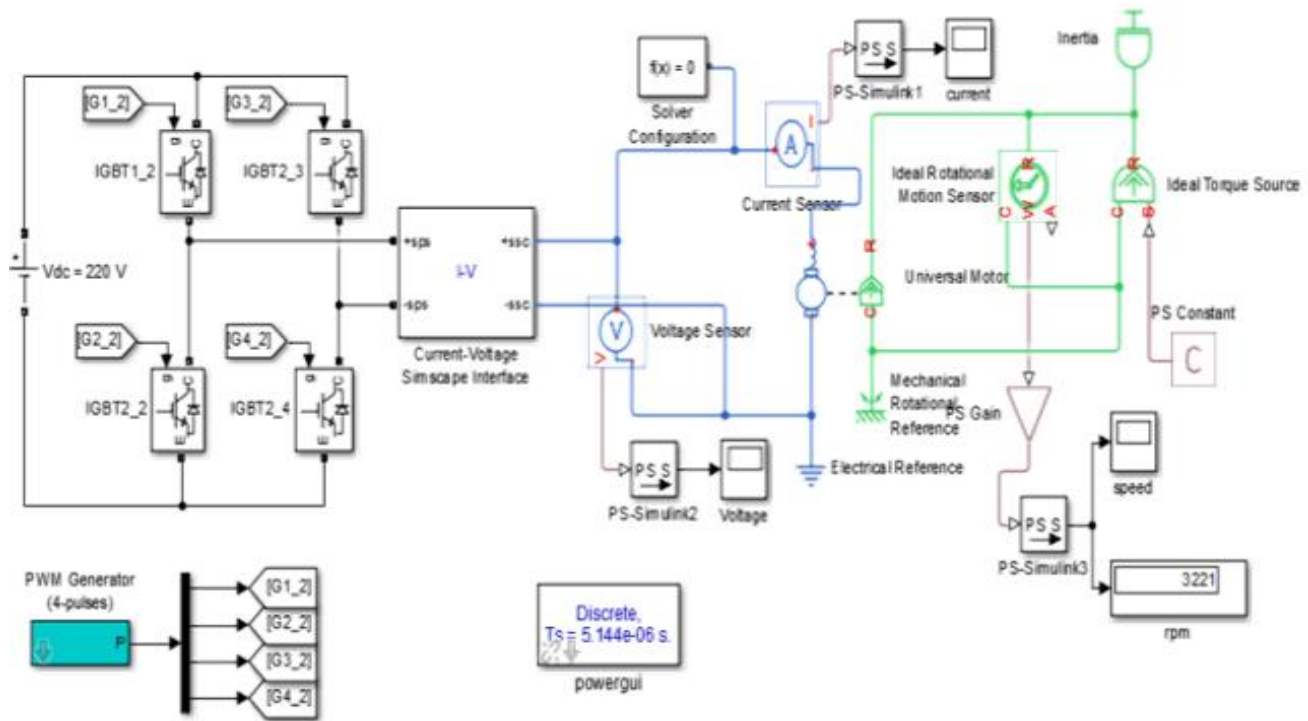 [G1_2]
g
C
E
IGBT1_2
[G3_2]
g
C
E
IGBT2_3
Vdc = 220 V
[G2_2]
g
C
E
IGBT2_2
[G4_2]
g
C
E
IGBT2_4
+sps
-sps
I-V
+ssc
-ssc
Current-Voltage
Simscape Interface
f(x) = 0
Solver
Configuration
A
I
Current Sensor
PS S
PS-Simulink1
current
V
V
Voltage Sensor
PS S
PS-Simulink2
Voltage
Electrical Reference
R
C
Universal Motor
Mechanical
Rotational
Reference
Ideal Rotational
Motion Sensor
R
C
W
A
Inertia
R
C
S
Ideal Torque Source
PS Constant
C
PS Gain
PS S
PS-Simulink3
speed
3221
rpm
PWM Generator
(4-pulses)
P
[G1_2]
[G2_2]
[G3_2]
[G4_2]
Discrete,
Ts = 5.144e-06 s.
powergui